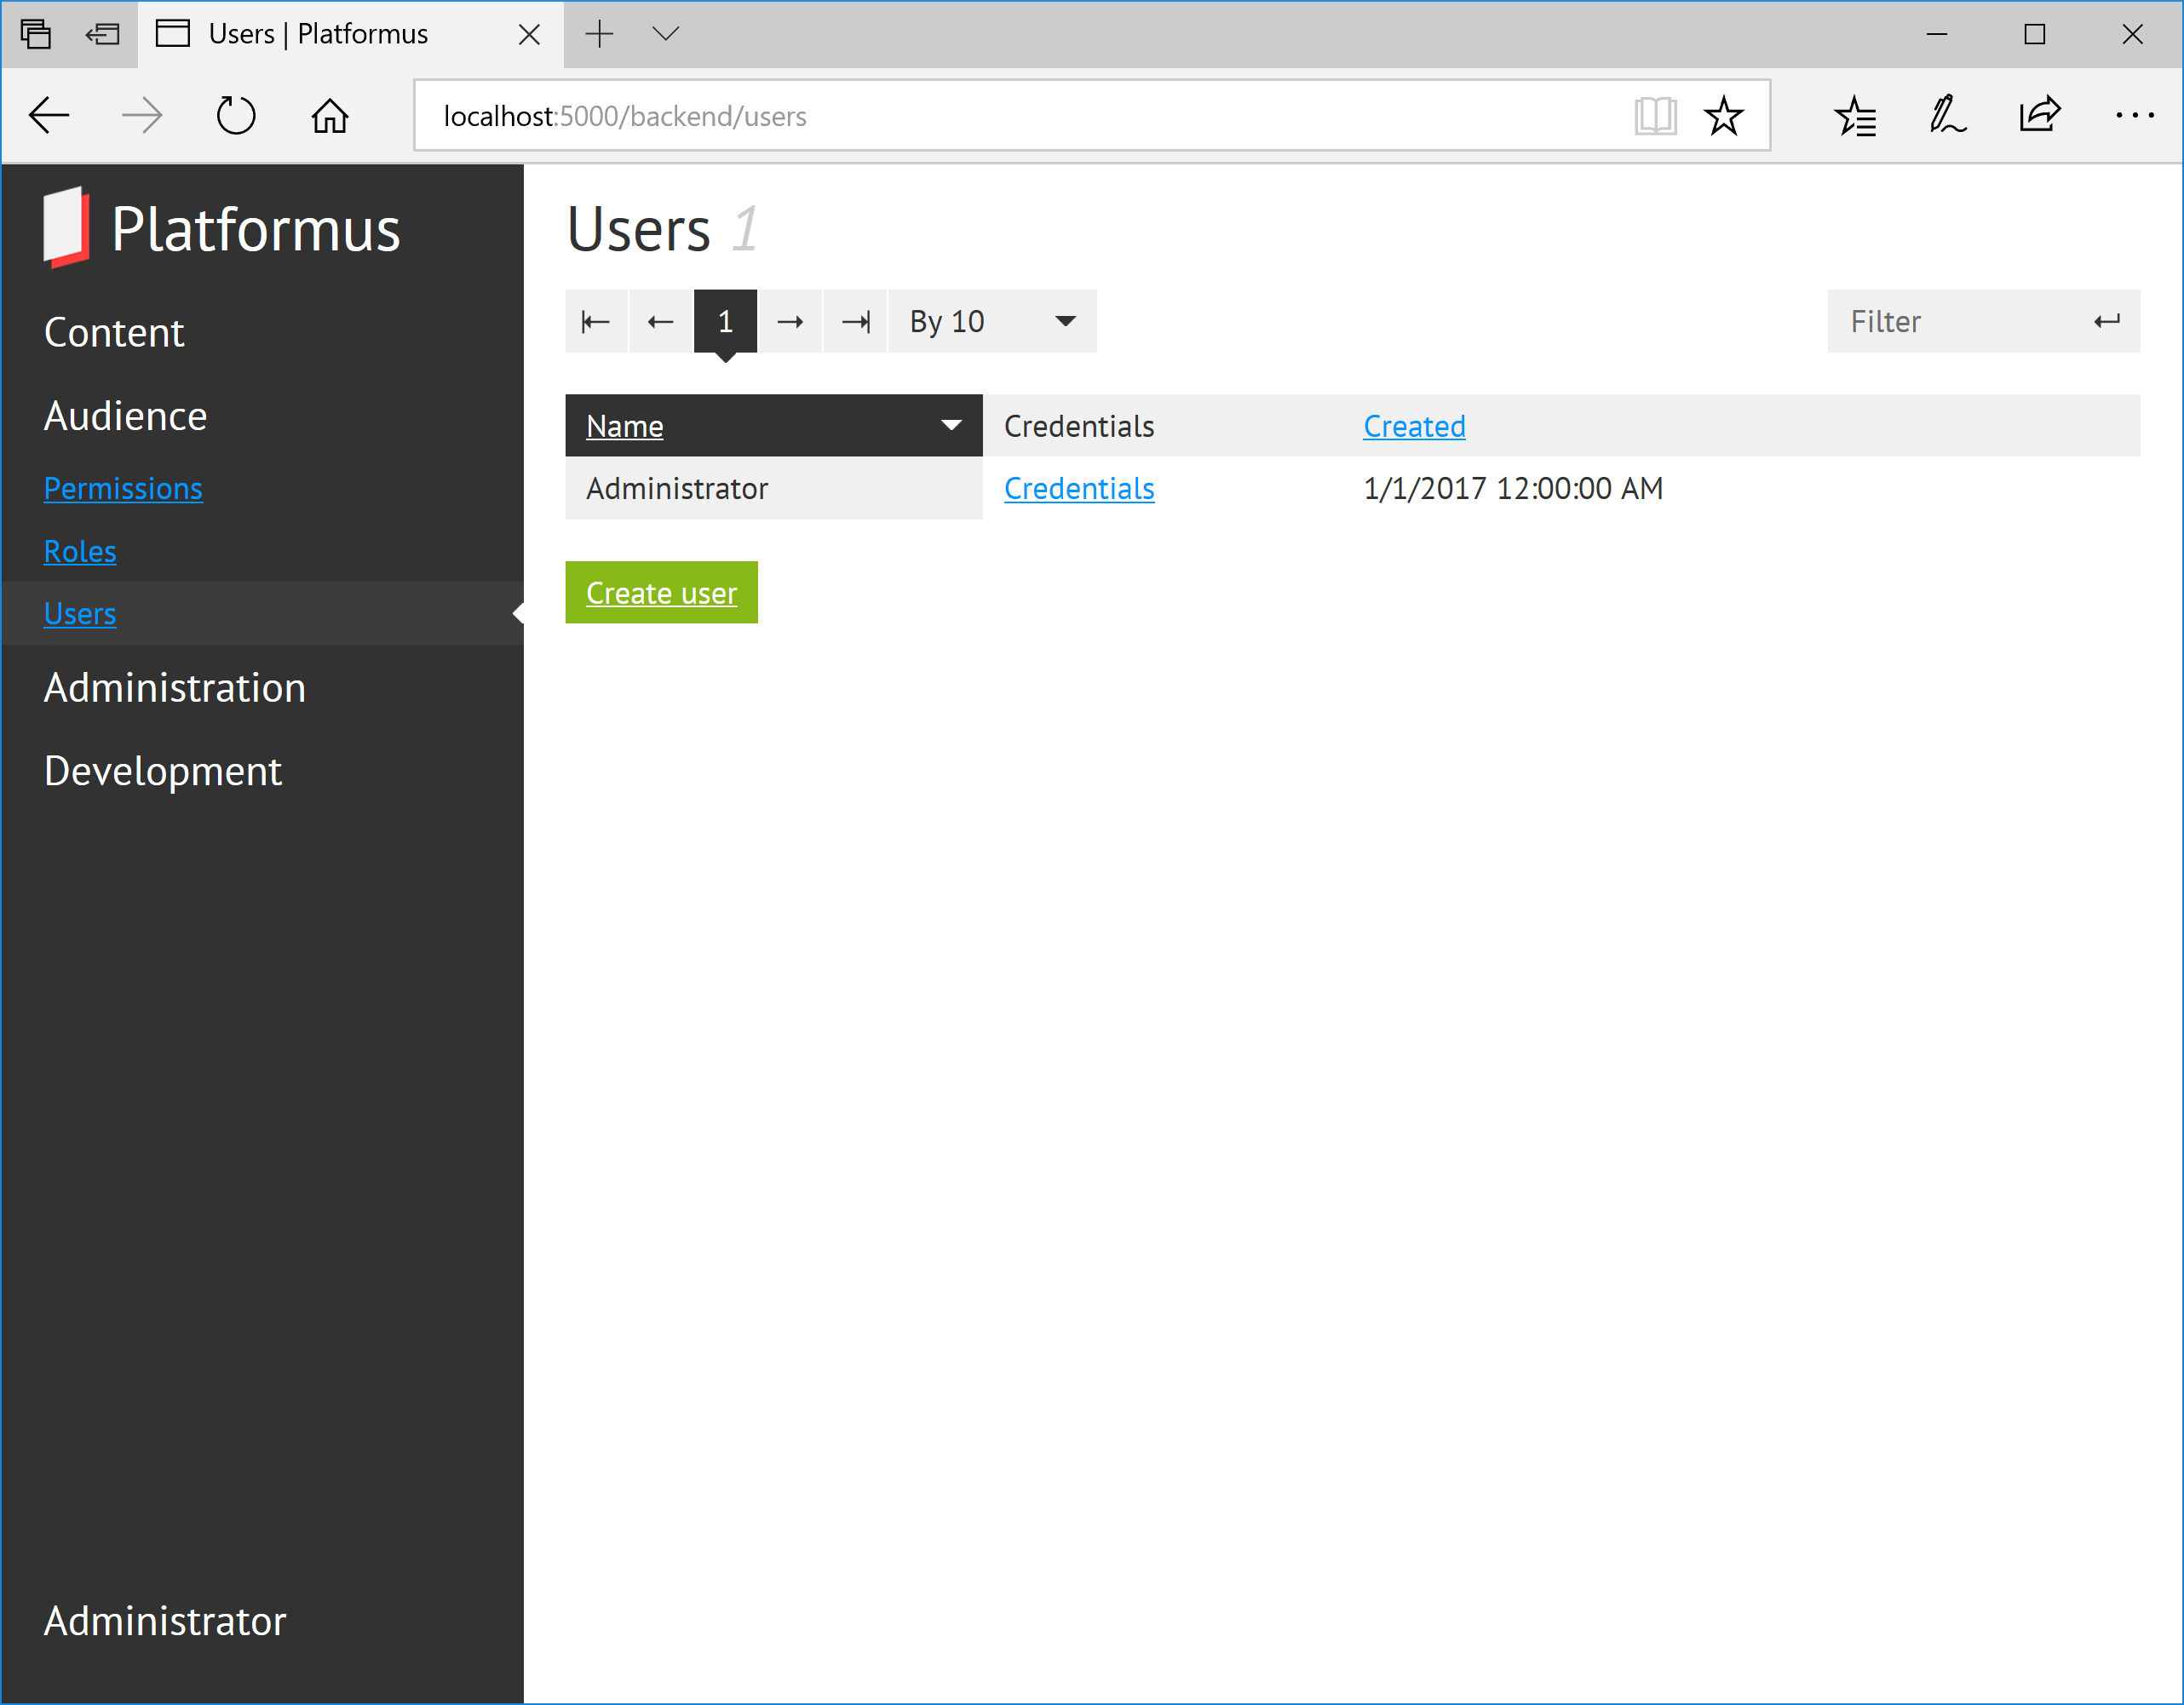 Users | Platformus
localhost:5000/backend/users
Platformus
Content
Audience
Permissions
Roles
Users
Administration
Development
Administrator
Users 1
1 By 10 Filter
Name Credentials Created
Administrator Credentials 1/1/2017 12:00:00 AM
Create user